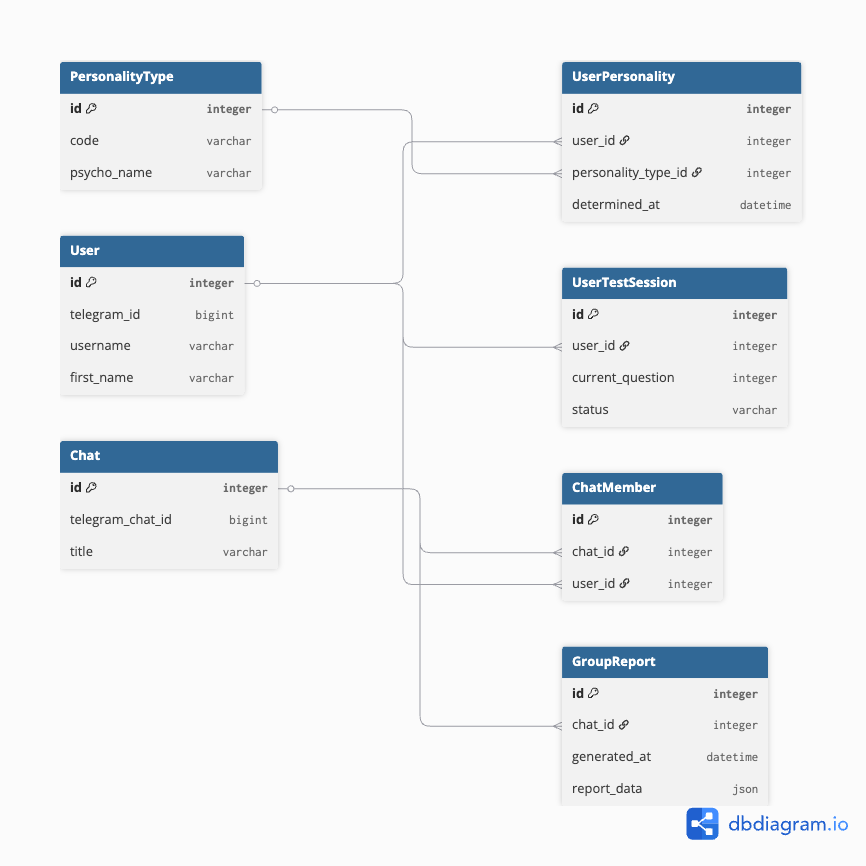 PersonalityType
id integer
code varchar
psycho_name varchar
User
id integer
telegram_id bigint
username varchar
first_name varchar
Chat
id integer
telegram_chat_id bigint
title varchar
UserPersonality
id integer
user_id integer
personality_type_id integer
determined_at datetime
UserTestSession
id integer
user_id integer
current_question integer
status varchar
ChatMember
id integer
chat_id integer
user_id integer
GroupReport
id integer
chat_id integer
generated_at datetime
report_data json
dbdiagram.io